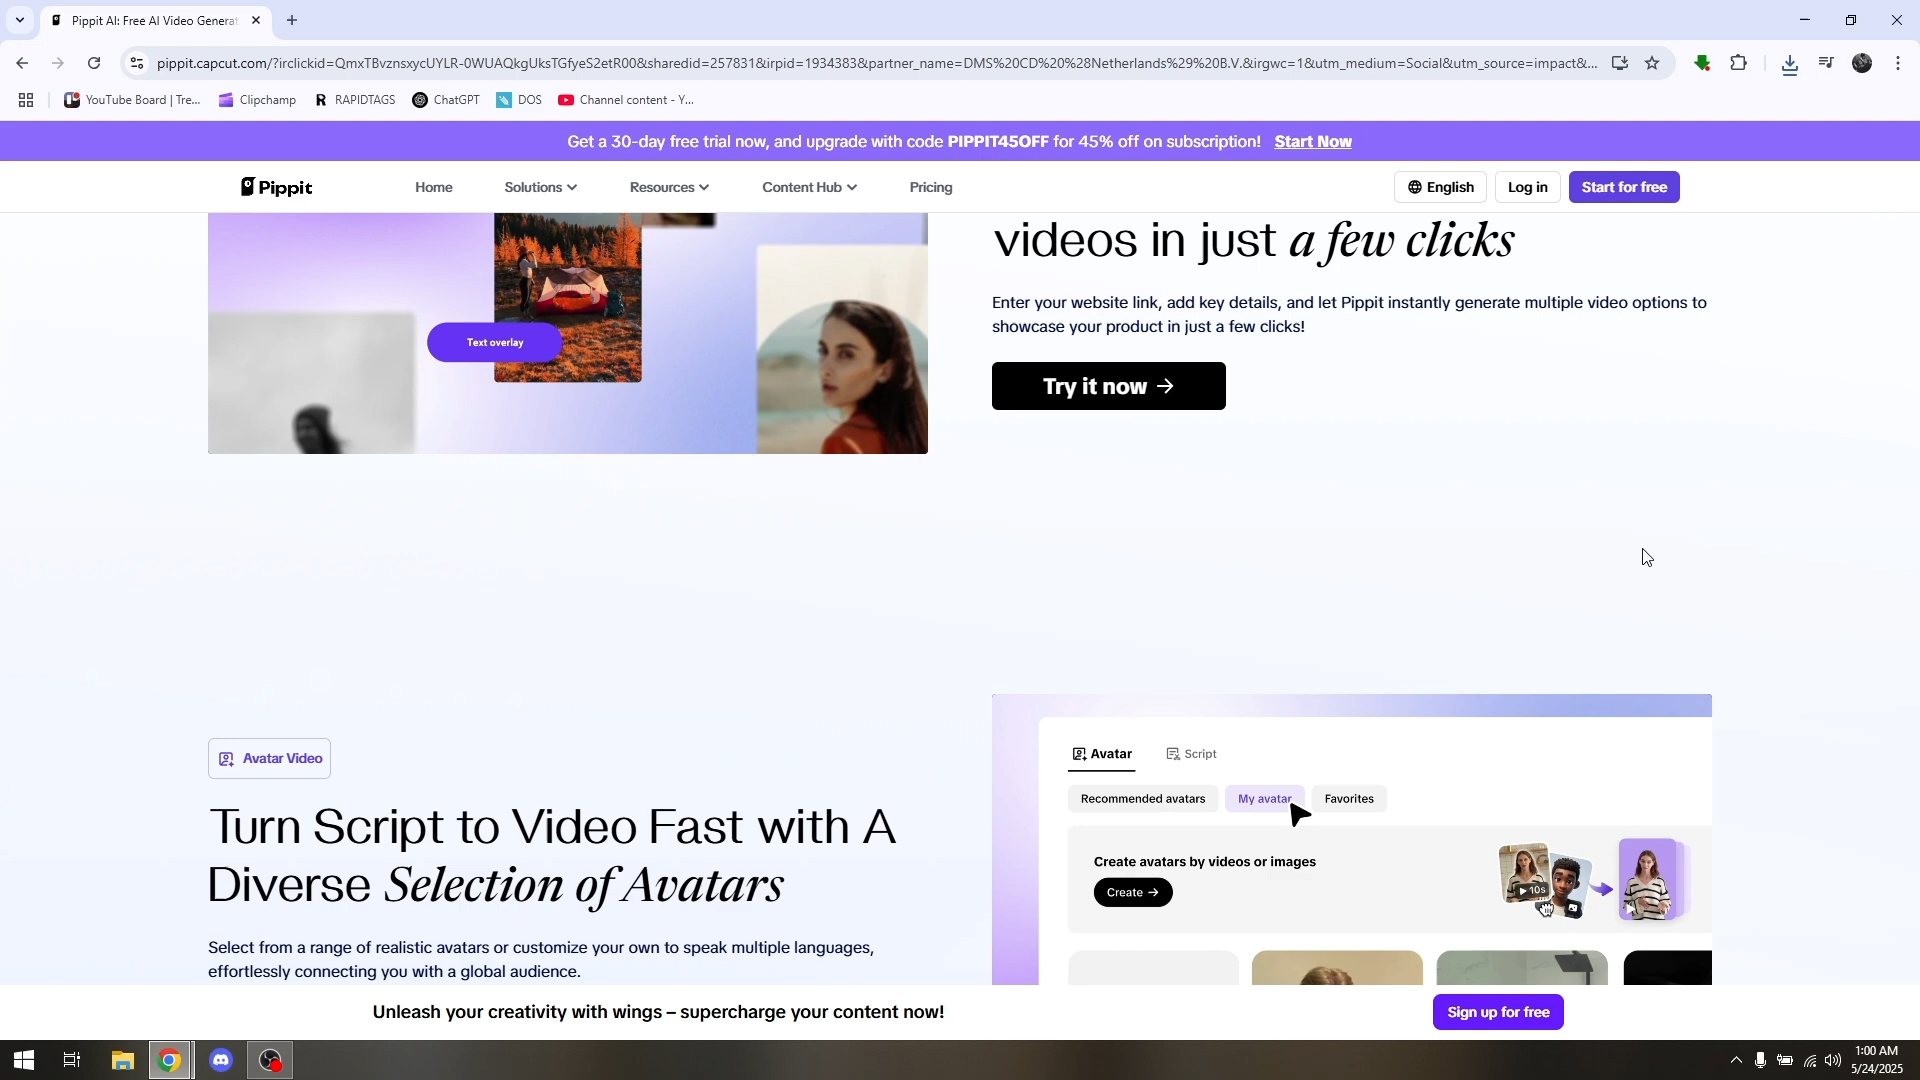 Pippit AI: Free AI Video Generat
pippit.capcut.com/?irclickid=QmxTBvznsxycUYLR-0WUAQkgUksTGfyeS2etR00&sharedid=257831&irpid=1934383&partner_name=DMS%20CD%20%28Netherlands%29%20B.V.&irgwc=1&utm_medium=Social&utm_source=impact&...
YouTube Board | Tre... Clipchamp RAPIDTAGS ChatGPT DOS Channel content - Y...
Get a 30-day free trial now, and upgrade with code PIPPIT45OFF for 45% off on subscription! Start Now
Pippit Home Solutions Resources Content Hub Pricing English Log in Start for free
videos in just a few clicks
Enter your website link, add key details, and let Pippit instantly generate multiple video options to
showcase your product in just a few clicks!
Text overlay
Try it now →
Avatar Video
Turn Script to Video Fast with A
Diverse Selection of Avatars
Select from a range of realistic avatars or customize your own to speak multiple languages,
effortlessly connecting you with a global audience.
Avatar Script
Recommended avatars My avatar Favorites
Create avatars by videos or images
Create →
10s
Unleash your creativity with wings – supercharge your content now! Sign up for free
1:00 AM
5/24/2025